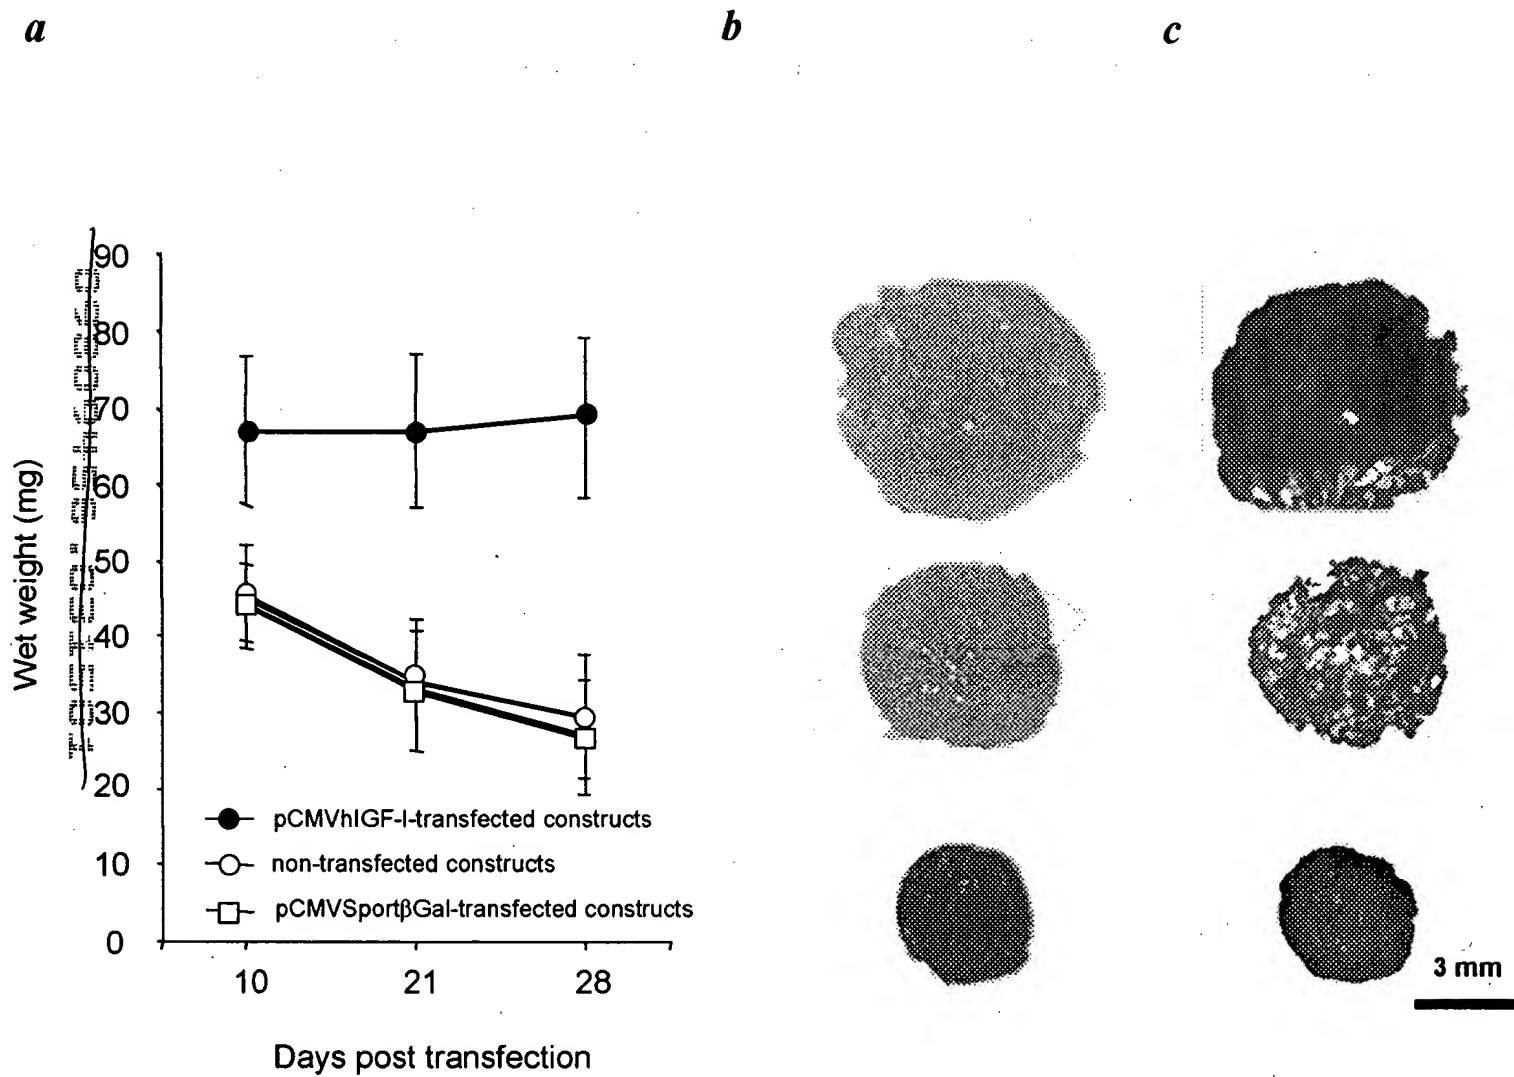 a
b
c
90
80
70
60
50
40
30
20
10
0
Wet weight (mg)
pCMVhIGF-I-transfected constructs
non-transfected constructs
pCMVSportβGal-transfected constructs
10 21 28
Days post transfection
3 mm